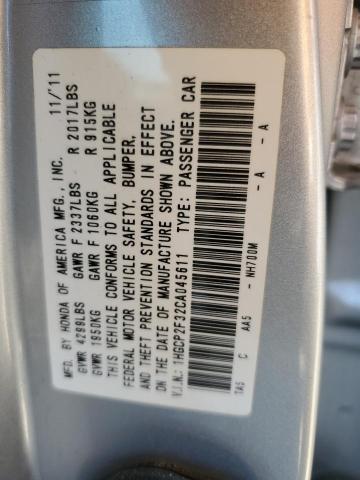 MFD. BY HONDA OF AMERICA MFG., INC. 11/11
GVWR 4299LBS GAWR F 2337LBS R 2017LBS
GVWR 1950KG GAWR F 1060KG R 915KG
THIS VEHICLE CONFORMS TO ALL APPLICABLE
FEDERAL MOTOR VEHICLE SAFETY, BUMPER,
AND THEFT PREVENTION STANDARDS IN EFFECT
ON THE DATE OF MANUFACTURE SHOWN ABOVE.
V.I.N.: 1HGCP2F32CA045611 TYPE: PASSENGER CAR
TA5 C AA5 - NH700M - A - A